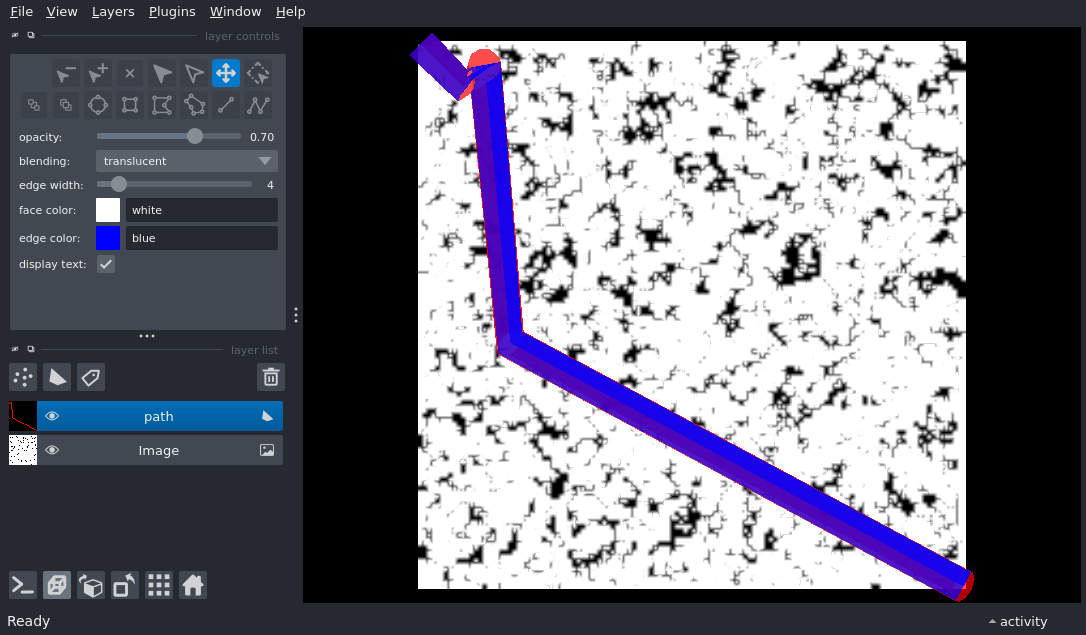 File View Layers Plugins Window Help
layer controls
opacity: 0.70
blending: translucent
edge width: 4
face color: white
edge color: blue
display text:
layer list
path
Image
Ready
activity